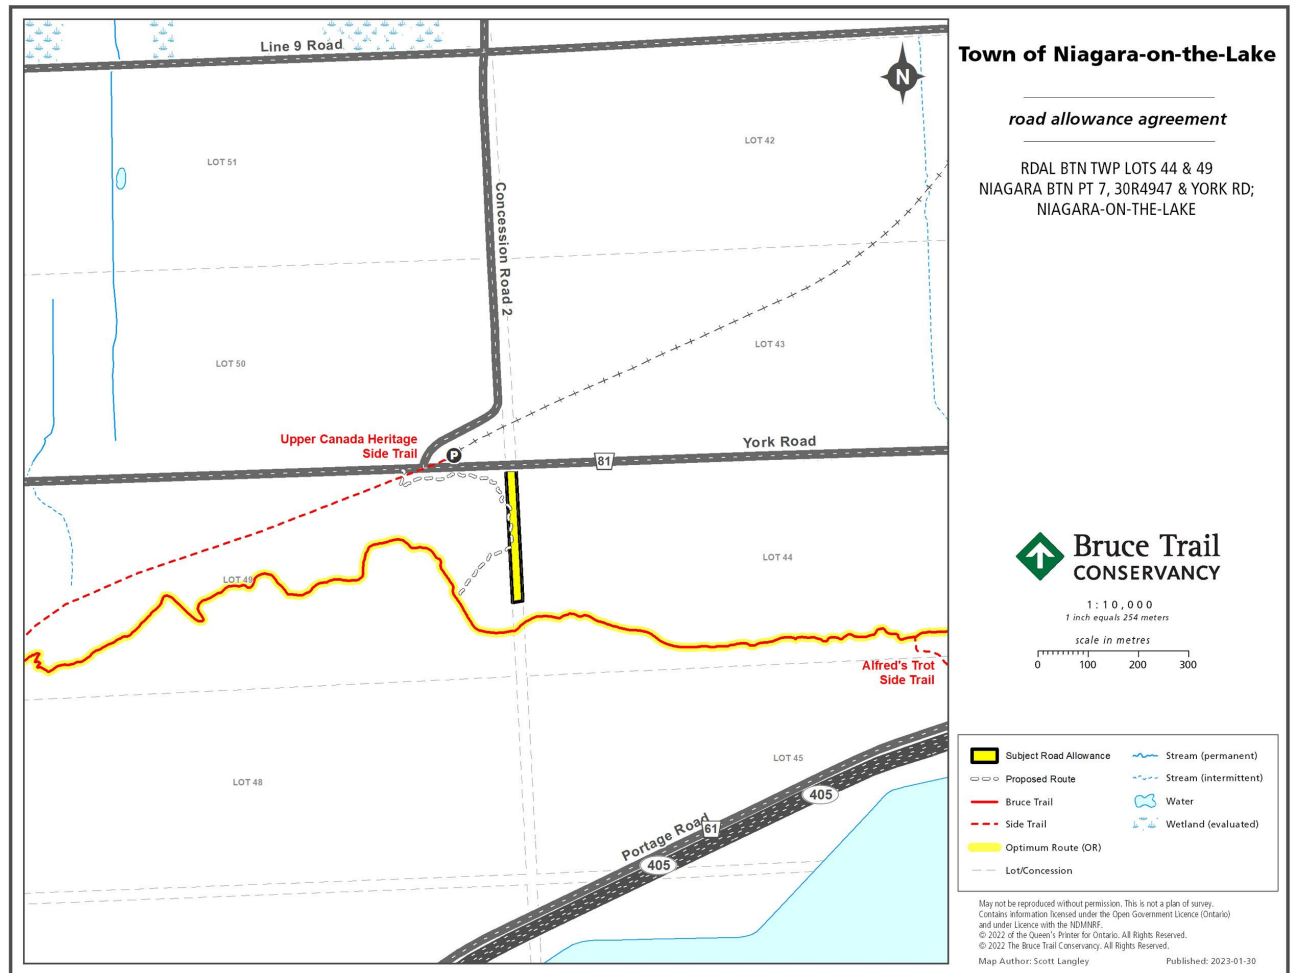 Line 9 Road
N
LOT 51
LOT 42
Concession Road 2
LOT 50
LOT 43
Upper Canada Heritage
Side Trail
P
York Road
81
LOT 49
LOT 44
Alfred's Trot
Side Trail
LOT 48
LOT 45
405
Portage Road
61
405
Town of Niagara-on-the-Lake
road allowance agreement
RDAL BTN TWP LOTS 44 & 49
NIAGARA BTN PT 7, 30R4947 & YORK RD;
NIAGARA-ON-THE-LAKE
Bruce Trail
CONSERVANCY
1:10,000
1 inch equals 254 meters
scale in metres
0 100 200 300
Subject Road Allowance
Proposed Route
Bruce Trail
Side Trail
Optimum Route (OR)
Lot/Concession
Stream (permanent)
Stream (intermittent)
Water
Wetland (evaluated)
May not be reproduced without permission. This is not a plan of survey.
Contains information licensed under the Open Government Licence (Ontario)
and under Licence with the NDMNRF.
© 2022 of the Queen's Printer for Ontario. All Rights Reserved.
© 2022 The Bruce Trail Conservancy. All Rights Reserved.
Map Author: Scott Langley Published: 2023-01-30